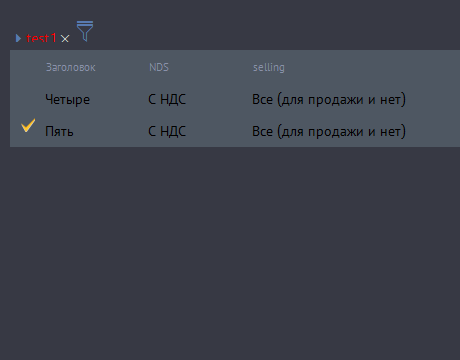 test1
Заголовок NDS selling
Четыре С НДС Все (для продажи и нет)
Пять С НДС Все (для продажи и нет)